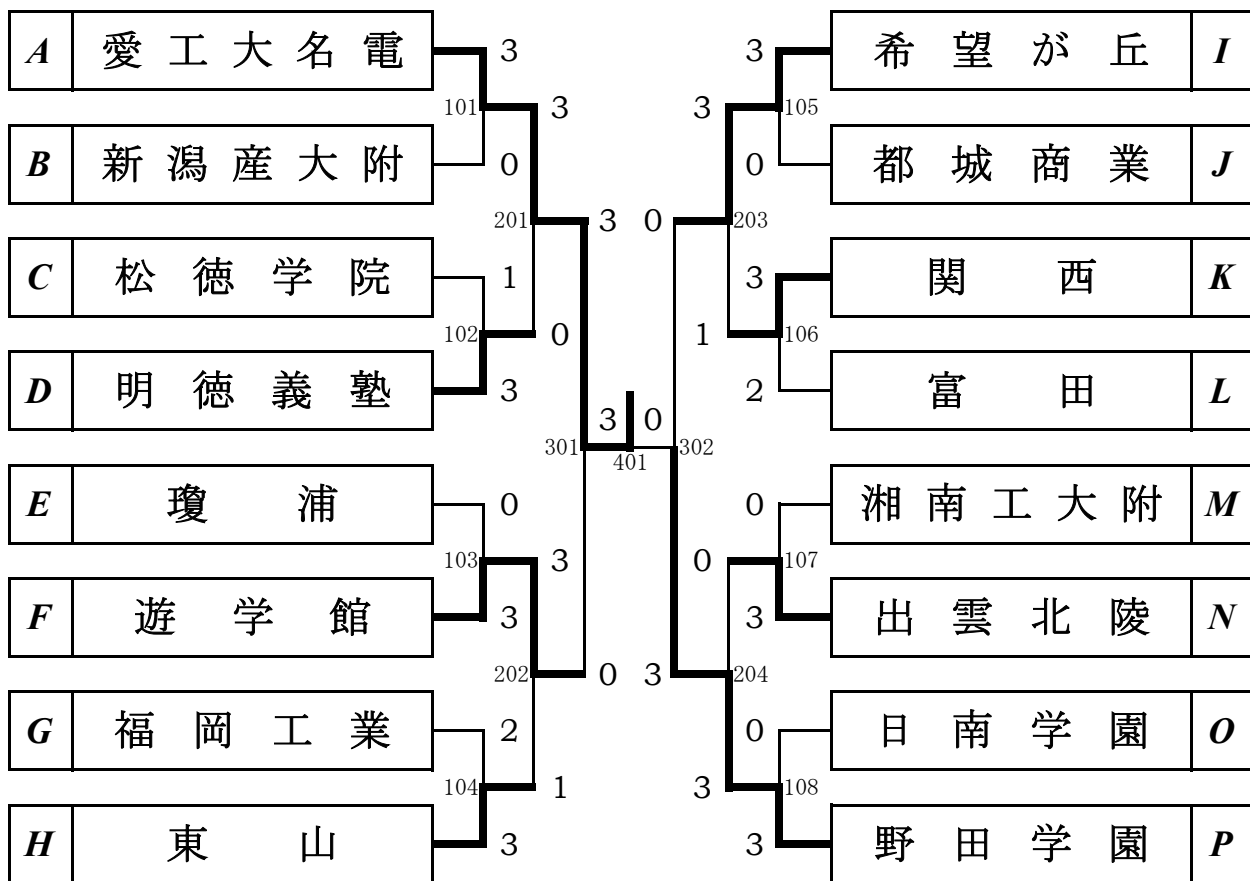 A 愛工大名電 3 3 希望が丘 I
101 3 3 105
B 新潟産大附 0 0 都城商業 J
201 3 0 203
C 松徳学院 1 3 関西 K
102 0 1 106
D 明徳義塾 3 2 富田 L
3 0
301 401 302
E 瓊浦 0 0 湘南工大附 M
103 3 0 107
F 遊学館 3 3 出雲北陵 N
202 0 3 204
G 福岡工業 2 0 日南学園 O
104 1 3 108
H 東山 3 3 野田学園 P